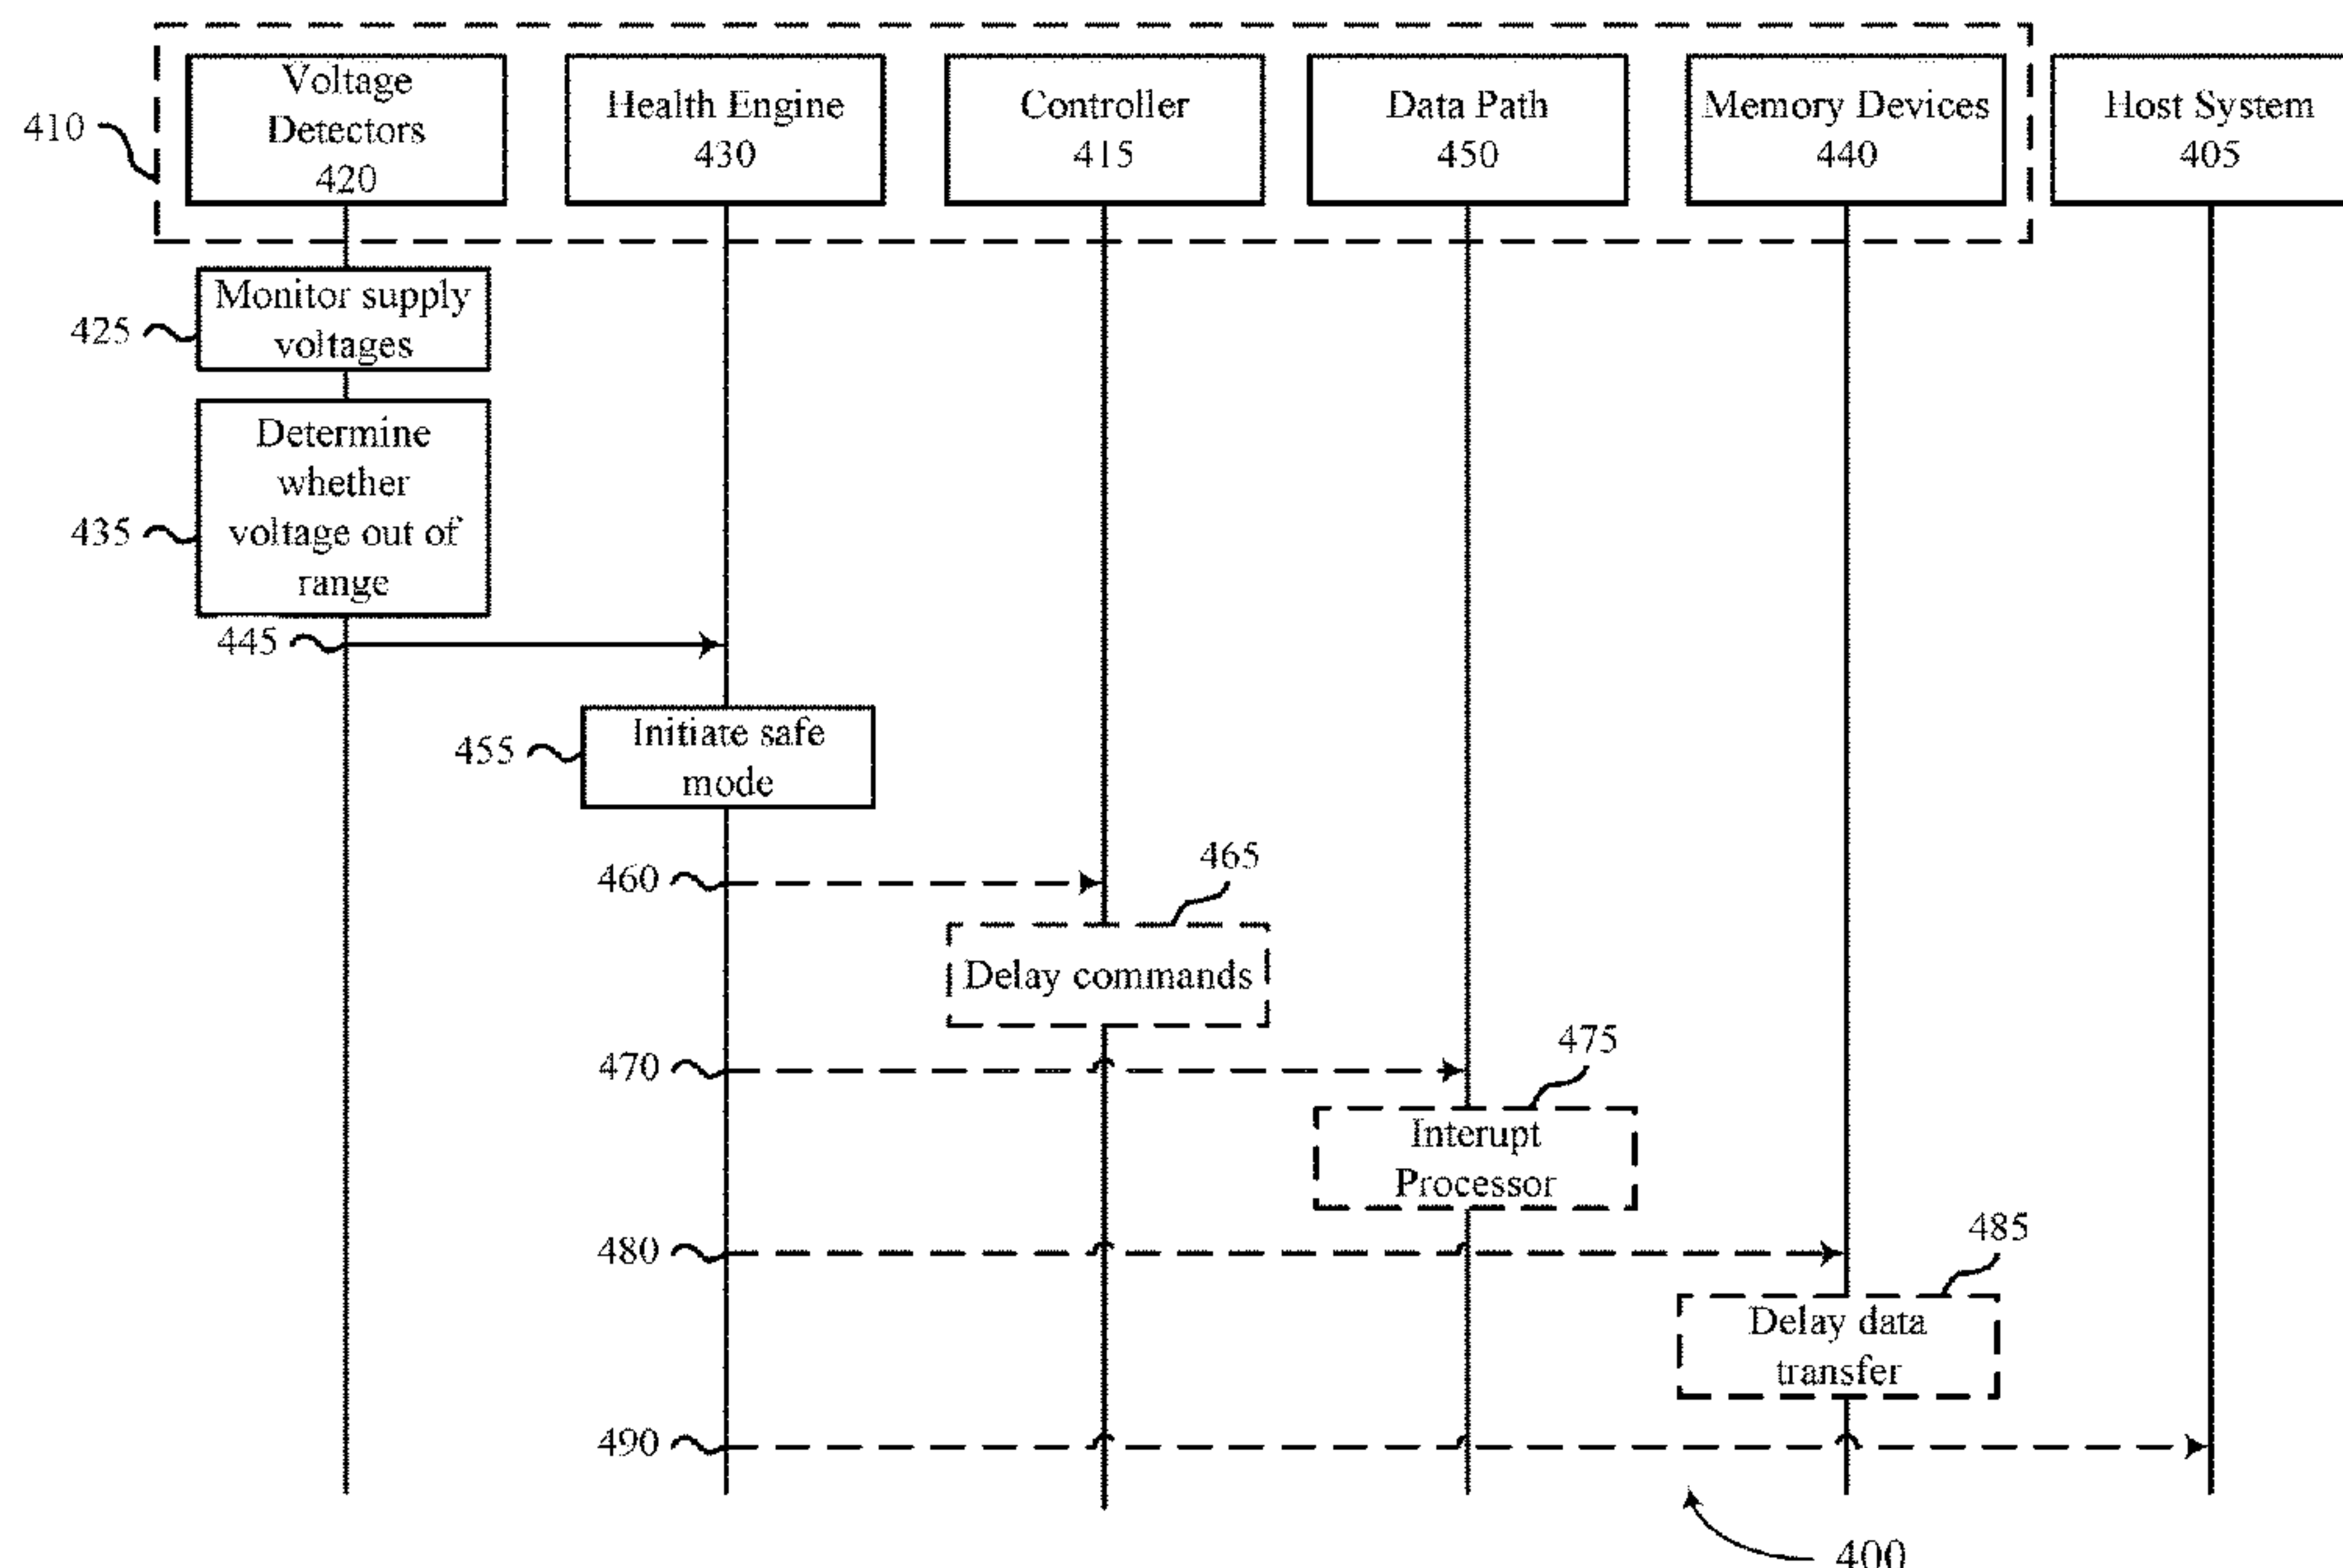 410
Voltage
Detectors
420
Health Engine
430
Controller
415
Data Path
450
Memory Devices
440
Host System
405
425
Monitor supply
voltages
435
Determine
whether
voltage out of
range
445
455
Initiate safe
mode
460
465
Delay commands
470
475
Interupt
Processor
480
485
Delay data
transfer
490
400